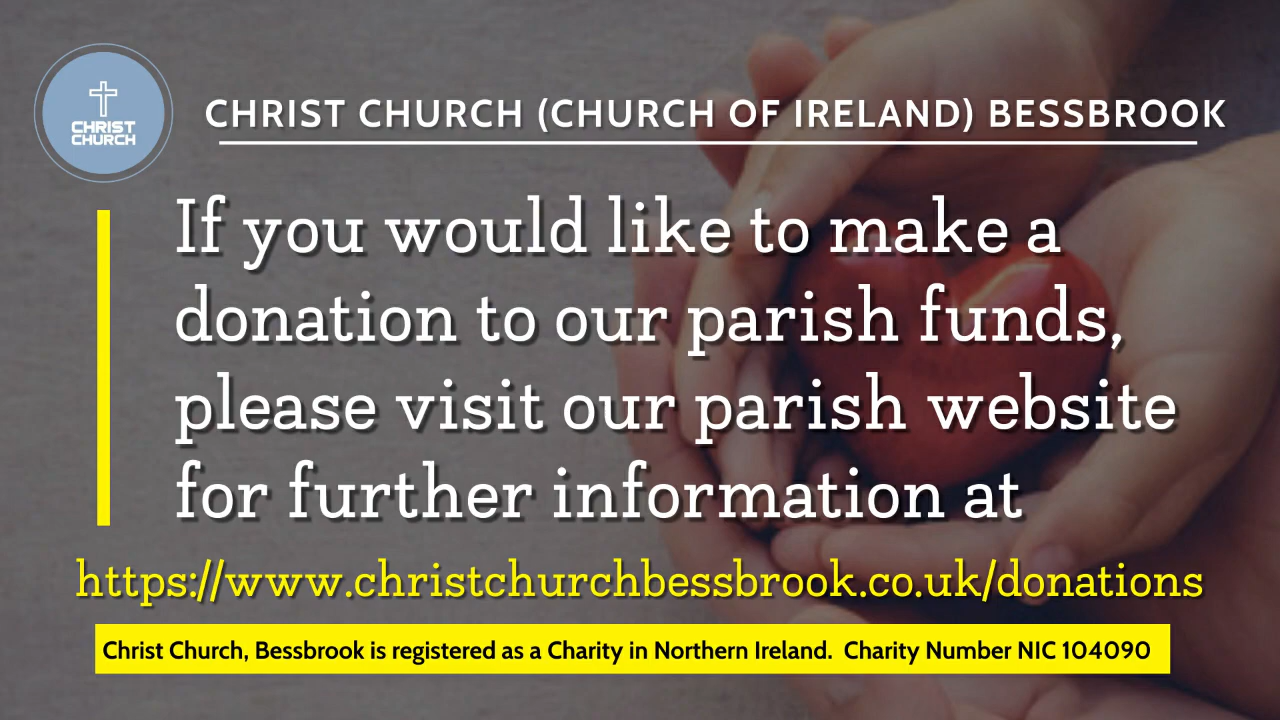 CHRIST
CHURCH
CHRIST CHURCH (CHURCH OF IRELAND) BESSBROOK
If you would like to make a
donation to our parish funds,
please visit our parish website
for further information at
https://www.christchurchbessbrook.co.uk/donations
Christ Church, Bessbrook is registered as a Charity in Northern Ireland.  Charity Number NIC 104090